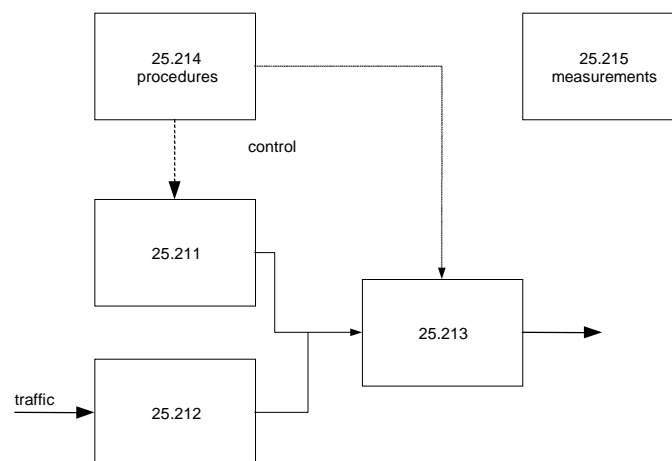 25.214
procedures
25.215
measurements
control
25.211
25.213
traffic
25.212